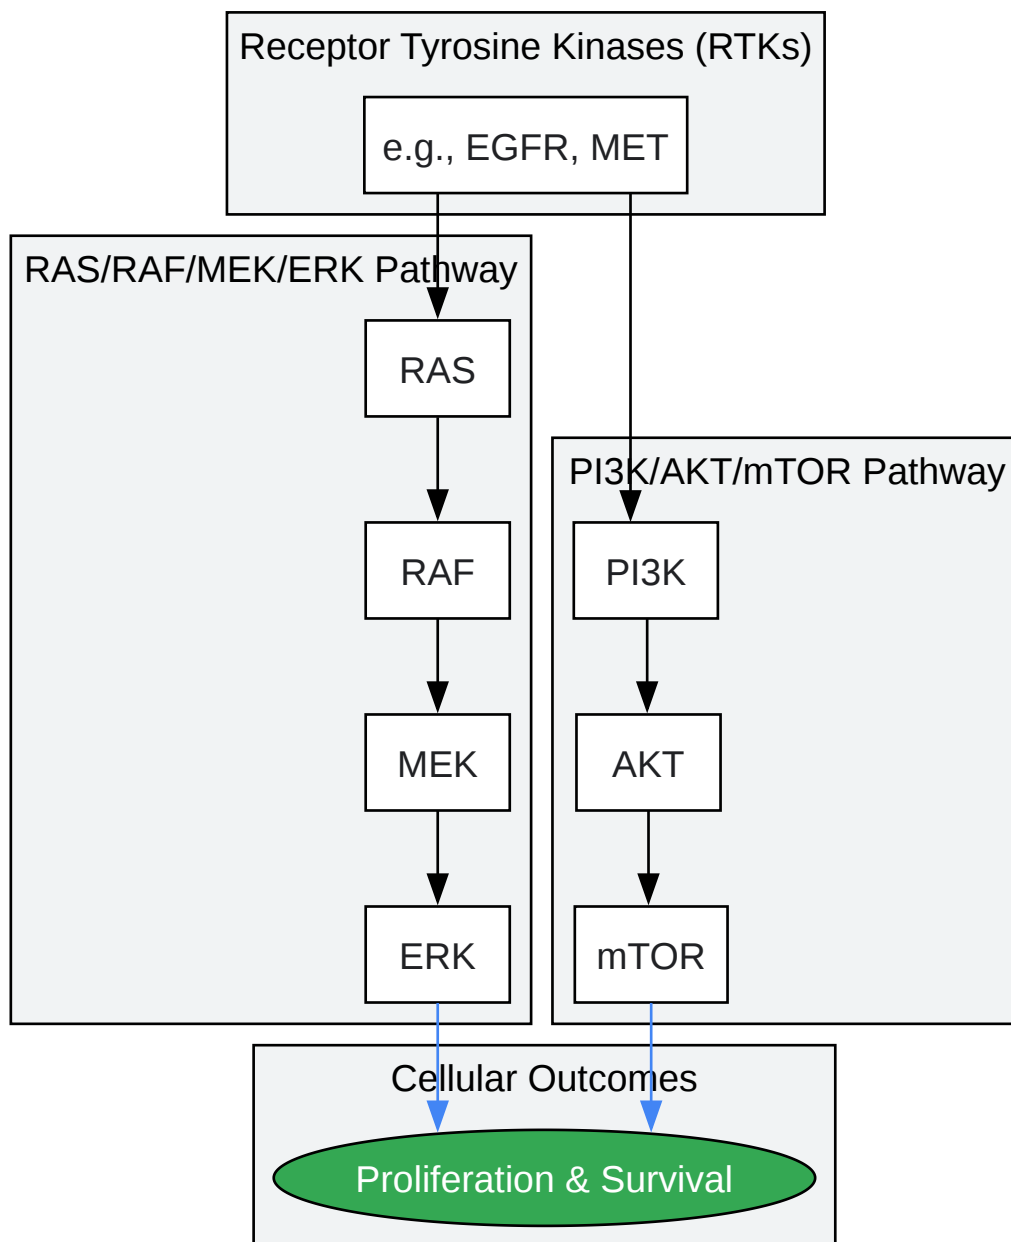 Receptor Tyrosine Kinases (RTKs)
e.g., EGFR, MET
RAS/RAF/MEK/ERK Pathway
RAS
RAF
MEK
ERK
PI3K/AKT/mTOR Pathway
PI3K
AKT
mTOR
Cellular Outcomes
Proliferation & Survival